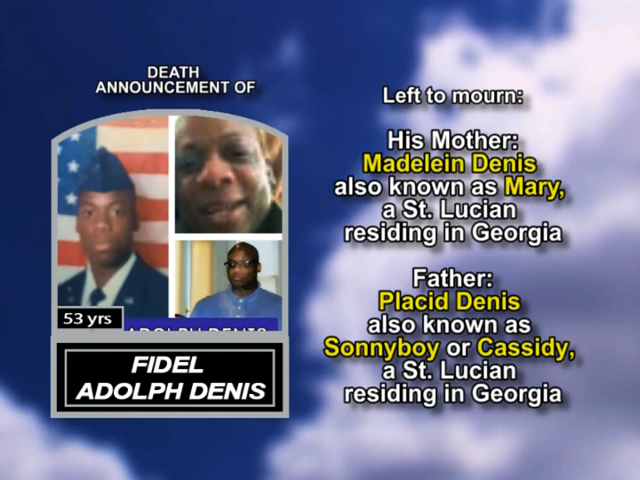 DEATH
ANNOUNCEMENT OF
53 yrs
ADOLPH DENIS
FIDEL
ADOLPH DENIS
Left to mourn:
His Mother:
Madelein Denis
also known as Mary,
a St. Lucian
residing in Georgia
Father:
Placid Denis
also known as
Sonnyboy or Cassidy,
a St. Lucian
residing in Georgia